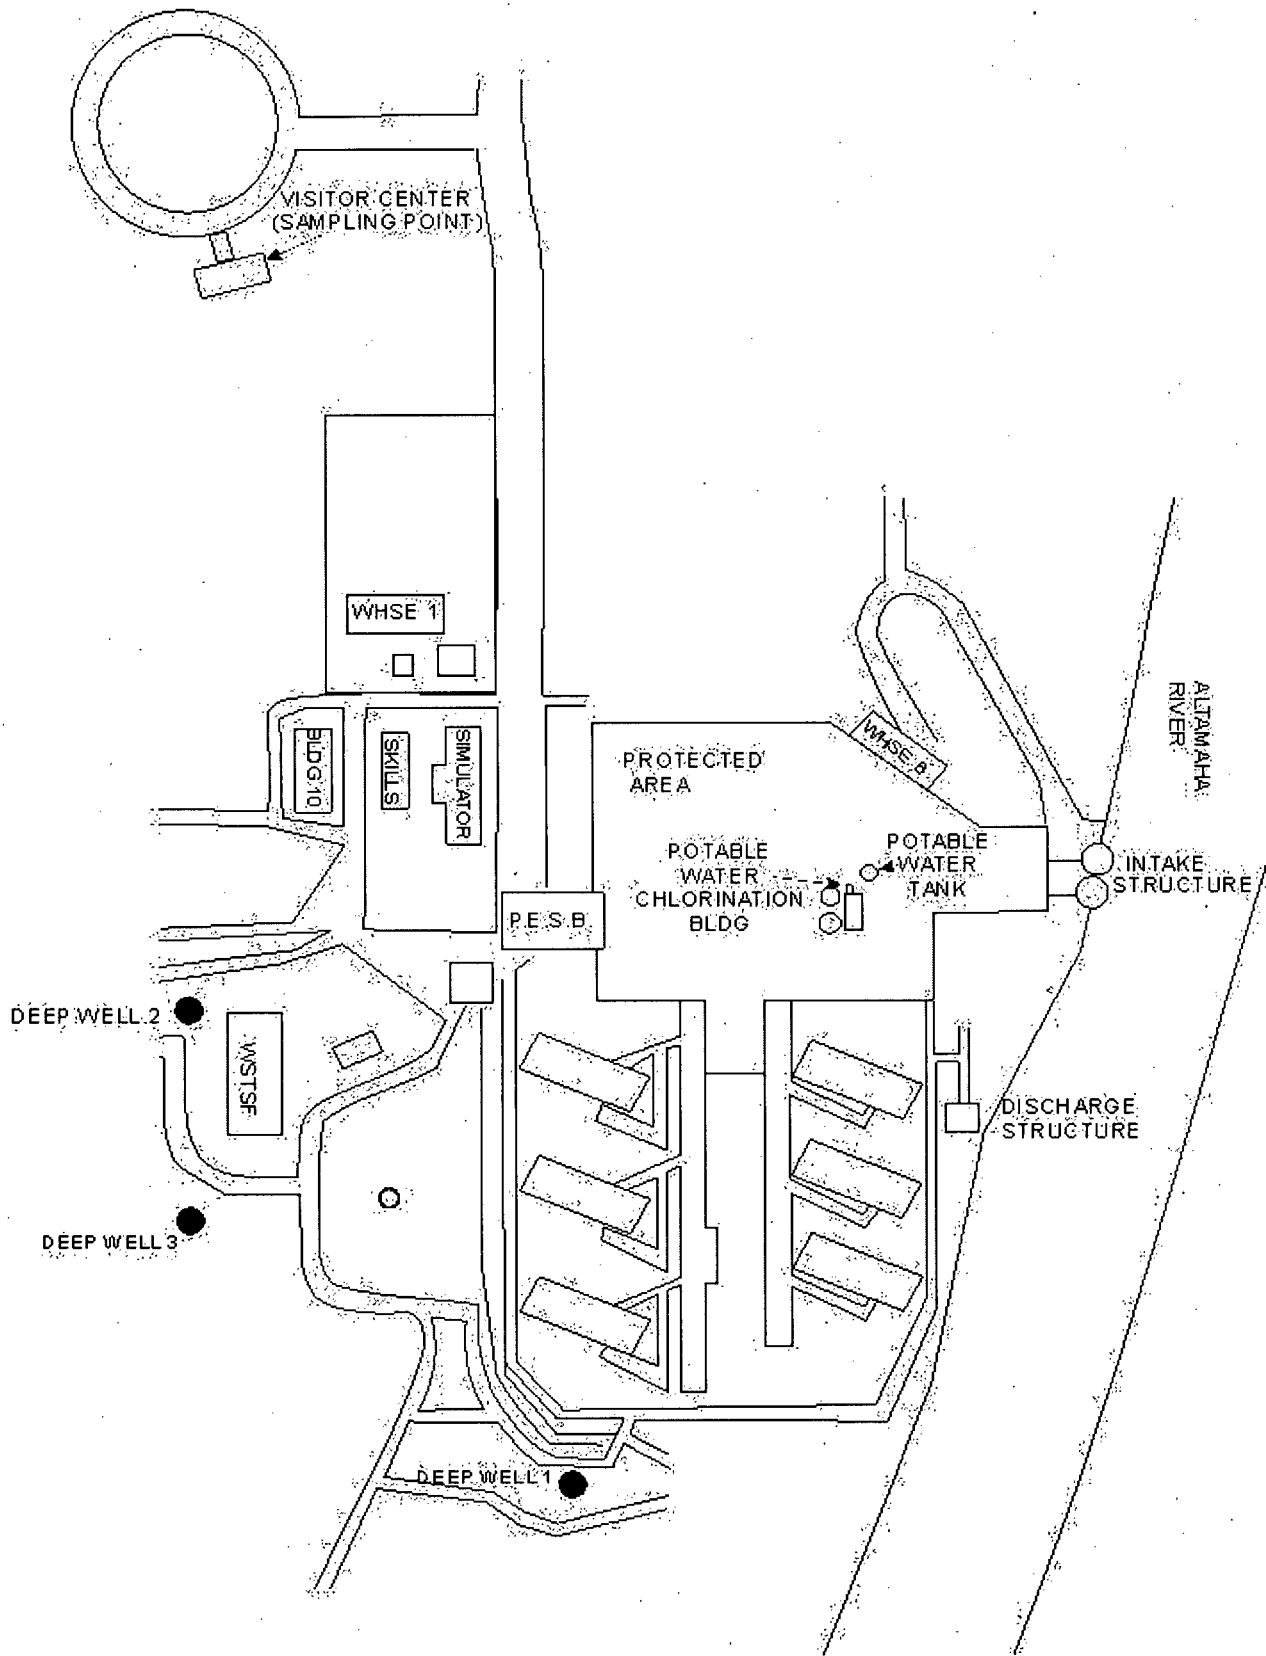 VISITOR CENTER
(SAMPLING POINT)
WHSE 1
ALTAMAHA
RIVER
BLDG 10
SKILLS
SIMULATOR
PROTECTED
AREA
WHSE 8
POTABLE
WATER
CHLORINATION
BLDG
POTABLE
WATER
TANK
INTAKE
STRUCTURE
P.E.S.B.
DEEP WELL 2
WSTSF
DISCHARGE
STRUCTURE
DEEP WELL 3
DEEP WELL 1